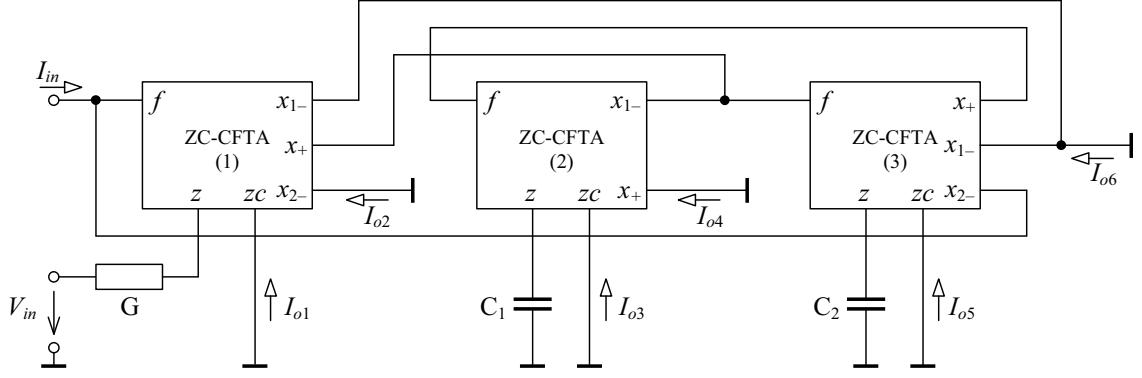 I_in
f
ZC-CFTA
(1)
x_1–
x_+
x_2–
z
zc
I_o2
f
ZC-CFTA
(2)
x_1–
x_+
z
zc
I_o4
f
ZC-CFTA
(3)
x_+
x_1–
x_2–
z
zc
I_o6
V_in
G
I_o1
C_1
I_o3
C_2
I_o5